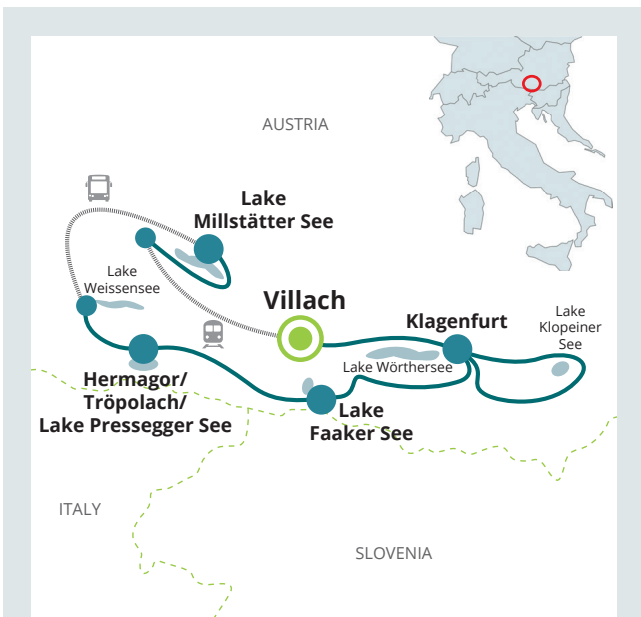 AUSTRIA
Lake
Millstätter See
Lake
Weissensee
Villach
Klagenfurt
Lake
Klopeiner
See
Lake Wörthersee
Hermagor/
Tröpolach/
Lake Pressegger See
Lake
Faaker See
ITALY
SLOVENIA